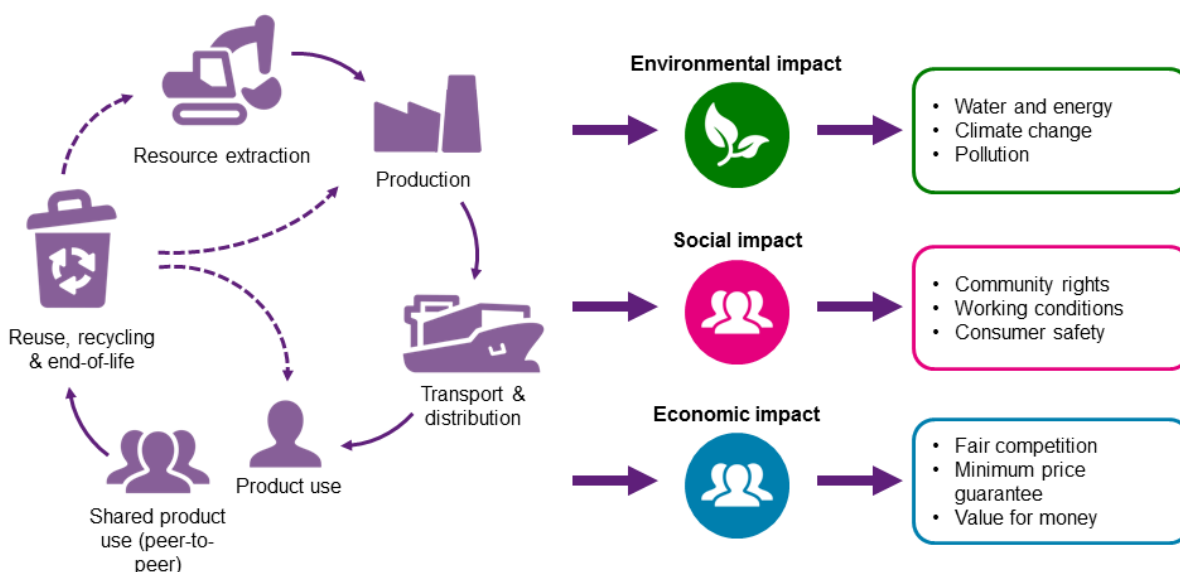 Resource extraction
Production
Transport &
distribution
Product use
Shared product
use (peer-to-
peer)
Reuse, recycling
& end-of-life
Environmental impact
• Water and energy
• Climate change
• Pollution
Social impact
• Community rights
• Working conditions
• Consumer safety
Economic impact
• Fair competition
• Minimum price
guarantee
• Value for money